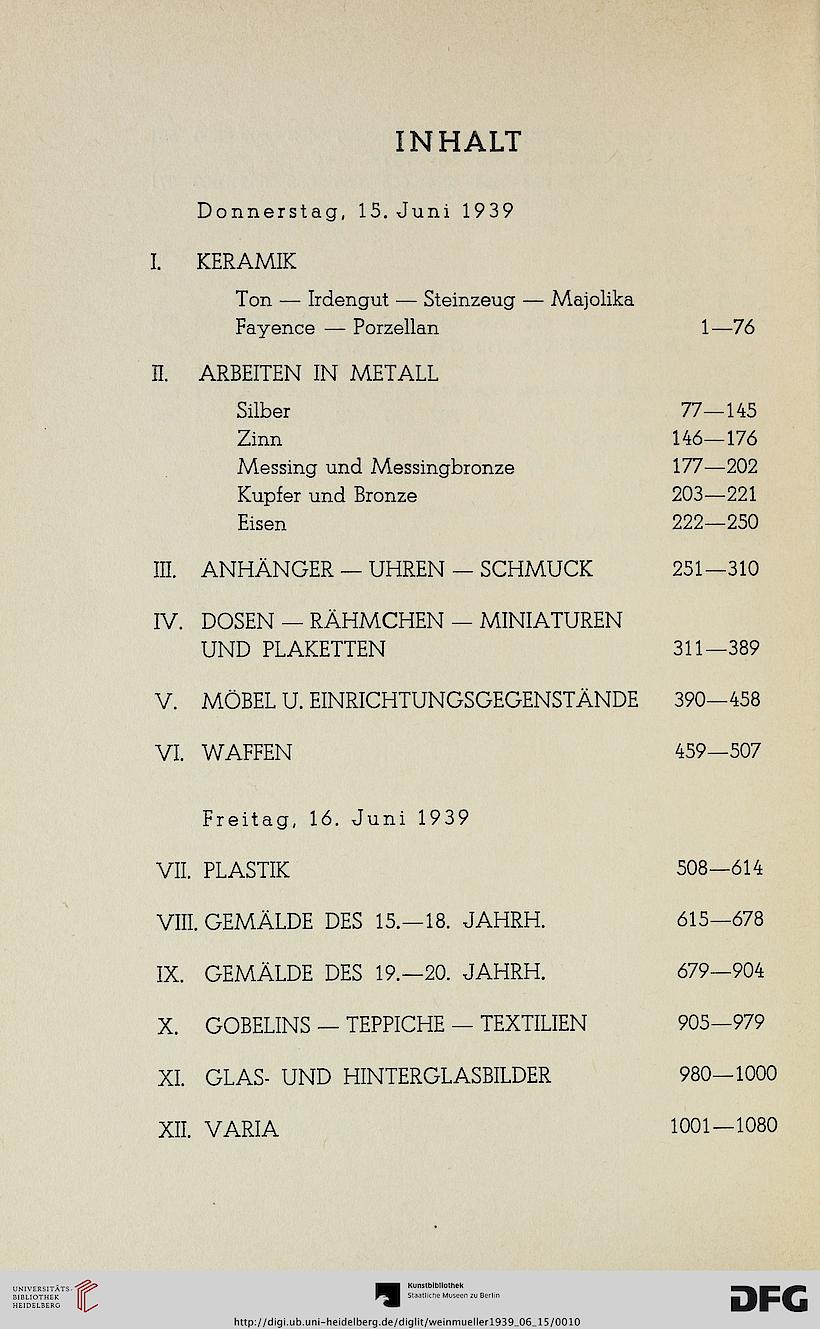 INHALT
Donnerstag, 15. Juni 1939
I. KERAMIK
Ton — Irdengut — Steinzeug — Majolika
Fayence — Porzellan 1—76
II. ARBEITEN IN METALL
Silber 77—145
Zinn 146—176
Messing und Messingbronze 177—202
Kupfer und Bronze 203—221
Eisen 222—250
III. ANHÄNGER — UHREN — SCHMUCK 251—310
IV. DOSEN — RÄHMCHEN — MINIATUREN
UND PLAKETTEN 311—389
V. MÖBEL U. EINRICHTUNGSGEGENSTÄNDE 390—458
VI. WAFFEN 459—507
Freitag, 16. Juni 1939
VII. PLASTIK 508—614
VIII. GEMÄLDE DES 15.—18. JAHRH. 615—678
IX. GEMÄLDE DES 19.—20. JAHRH. 679—904
X. GOBELINS — TEPPICHE — TEXTILIEN 905—979
XI. GLAS- UND HINTERGLASBILDER 980—1000
XII. VARIA 1001—1080
UNIVERSITÄTS-
BIBLIOTHEK
HEIDELBERG
Kunstbibliothek
Staatliche Museen zu Berlin
DFG
http://digi.ub.uni-heidelberg.de/diglit/weinmueller1939_06_15/0010